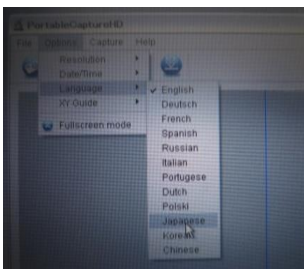 PortableCaptureHD
File Options Capture Help
Resolution
Date/Time
Language
XY Guide
Fullscreen mode
English
Deutsch
French
Spanish
Russian
Italian
Portugese
Dutch
Polski
Japanese
Korean
Chinese